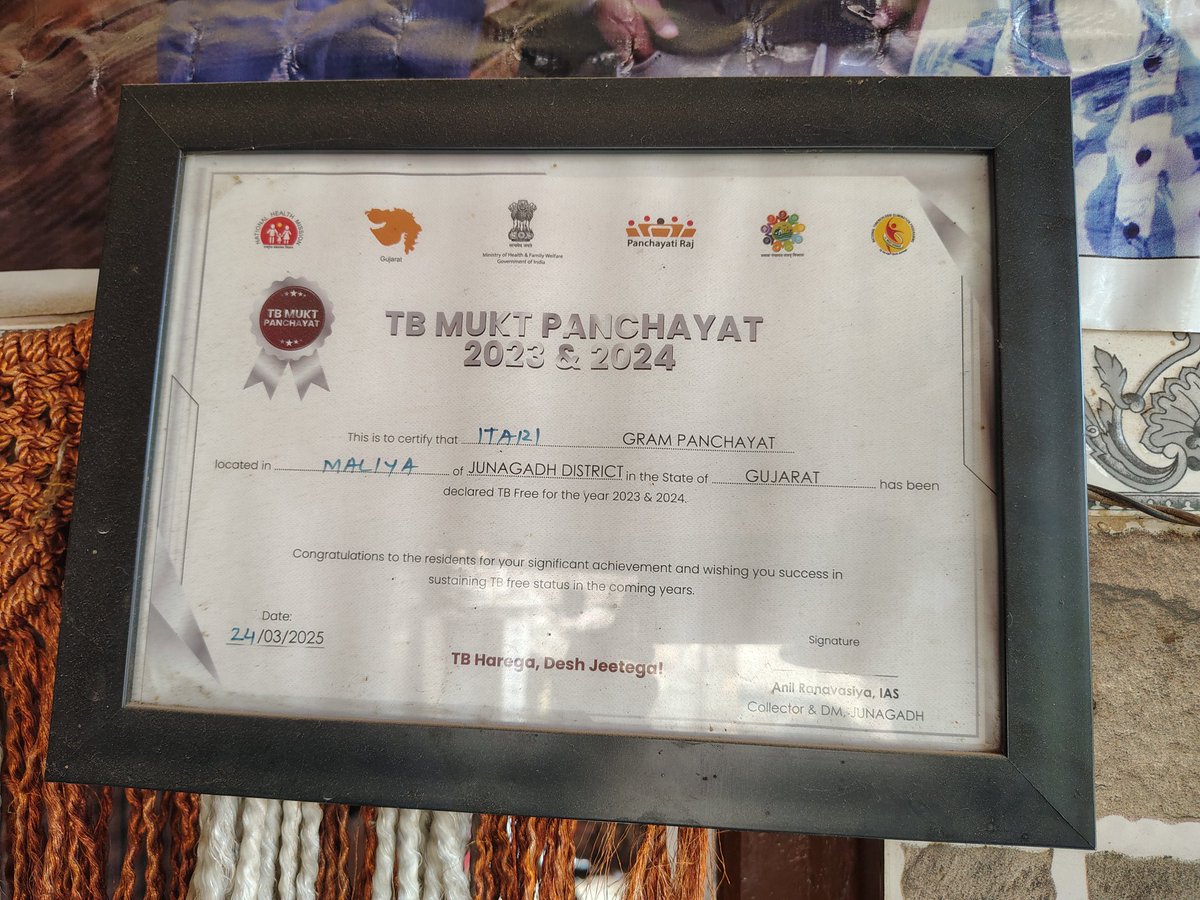 NATIONAL HEALTH MISSION
Gujarat
Ministry of Health & Family Welfare
Government of India
Panchayati Raj
TB MUKT
PANCHAYAT
TB MUKT PANCHAYAT
2023 & 2024
This is to certify that ITARI GRAM PANCHAYAT
located in MALIYA of JUNAGADH DISTRICT in the State of GUJARAT has been
declared TB Free for the year 2023 & 2024.
Congratulations to the residents for your significant achievement and wishing you success in
sustaining TB free status in the coming years.
Date:
24/03/2025
TB Harega, Desh Jeetega!
Signature
Anil Ranavasiya, IAS
Collector & DM, JUNAGADH